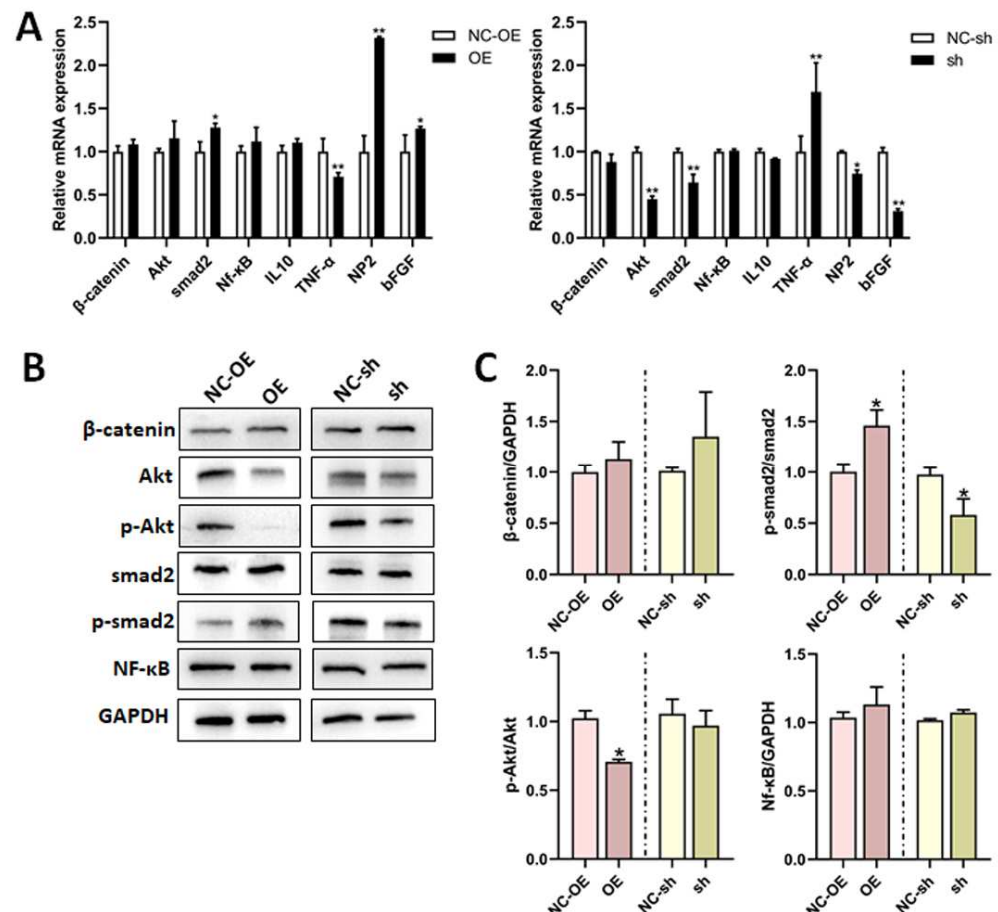 A
Relative mRNA expression
2.5
2.0
1.5
1.0
0.5
0.0
NC-OE
OE
*
**
**
*
β-catenin
Akt
smad2
Nf-κB
IL10
TNF-α
NP2
bFGF
Relative mRNA expression
2.5
2.0
1.5
1.0
0.5
0.0
NC-sh
sh
**
**
**
*
**
β-catenin
Akt
smad2
Nf-κB
IL10
TNF-α
NP2
bFGF
B
NC-OE
OE
NC-sh
sh
β-catenin
Akt
p-Akt
smad2
p-smad2
NF-κB
GAPDH
C
β-catenin/GAPDH
2.0
1.5
1.0
0.5
0.0
NC-OE
OE
NC-sh
sh
p-smad2/smad2
2.0
1.5
1.0
0.5
0.0
*
*
NC-OE
OE
NC-sh
sh
p-Akt/Akt
1.5
1.0
0.5
0.0
*
NC-OE
OE
NC-sh
sh
Nf-κB/GAPDH
1.5
1.0
0.5
0.0
NC-OE
OE
NC-sh
sh